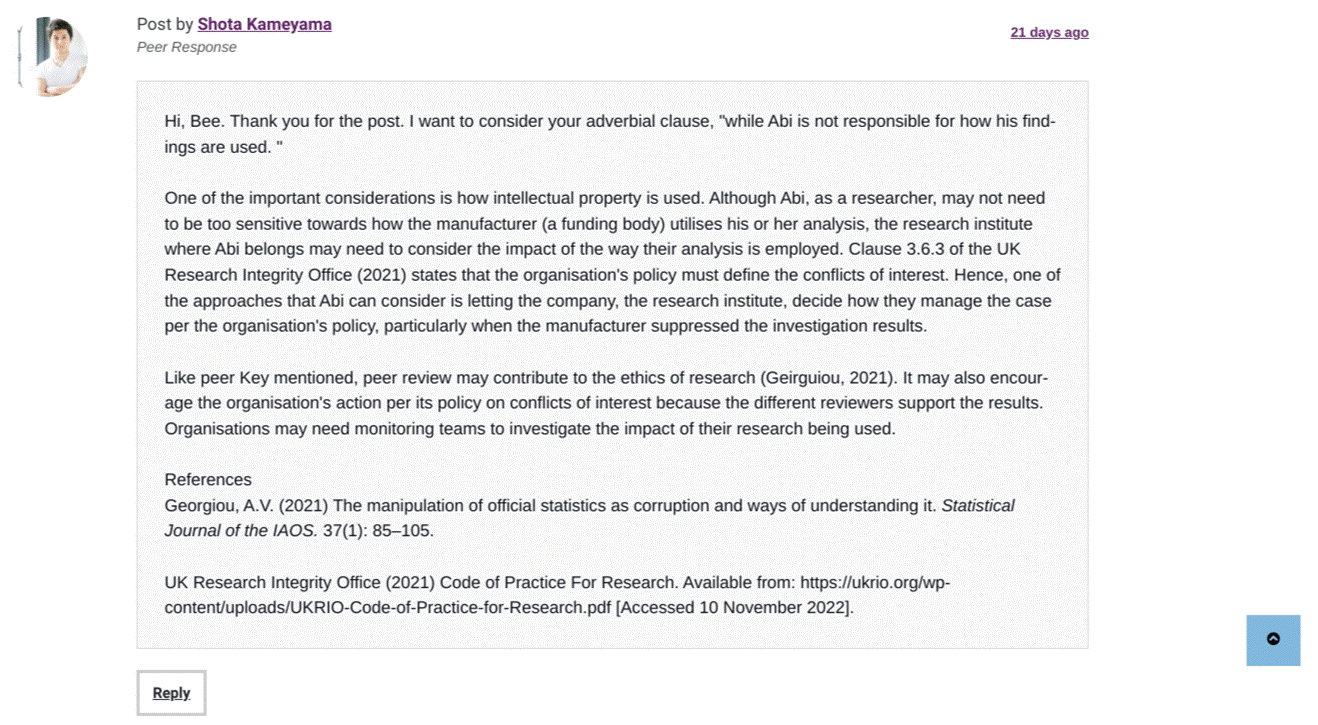 Post by Shota Kameyama
Peer Response
21 days ago
Hi, Bee. Thank you for the post. I want to consider your adverbial clause, "while Abi is not responsible for how his find-
ings are used. "
One of the important considerations is how intellectual property is used. Although Abi, as a researcher, may not need
to be too sensitive towards how the manufacturer (a funding body) utilises his or her analysis, the research institute
where Abi belongs may need to consider the impact of the way their analysis is employed. Clause 3.6.3 of the UK
Research Integrity Office (2021) states that the organisation's policy must define the conflicts of interest. Hence, one of
the approaches that Abi can consider is letting the company, the research institute, decide how they manage the case
per the organisation's policy, particularly when the manufacturer suppressed the investigation results.
Like peer Key mentioned, peer review may contribute to the ethics of research (Geirguiou, 2021). It may also encour-
age the organisation's action per its policy on conflicts of interest because the different reviewers support the results.
Organisations may need monitoring teams to investigate the impact of their research being used.
References
Georgiou, A.V. (2021) The manipulation of official statistics as corruption and ways of understanding it. Statistical
Journal of the IAOS. 37(1): 85–105.
UK Research Integrity Office (2021) Code of Practice For Research. Available from: https://ukrio.org/wp-
content/uploads/UKRIO-Code-of-Practice-for-Research.pdf [Accessed 10 November 2022].
Reply